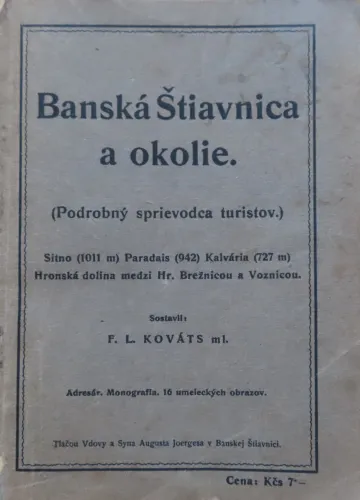 Banská Štiavnica
a okolie.
(Podrobný sprievodca turistov.)
Sitno (1011 m) Paradais (942) Kalvária (727 m)
Hronská dolina medzi Hr. Brežnicou a Voznicou.
Sostavil:
F. L. KOVÁTS ml.
Adresár. Monografia. 16 umeleckých obrazov.
Tlačou Vdovy a Syna Augusta Joergesa v Banskej Štiavnici.
Cena: Kčs 7·—